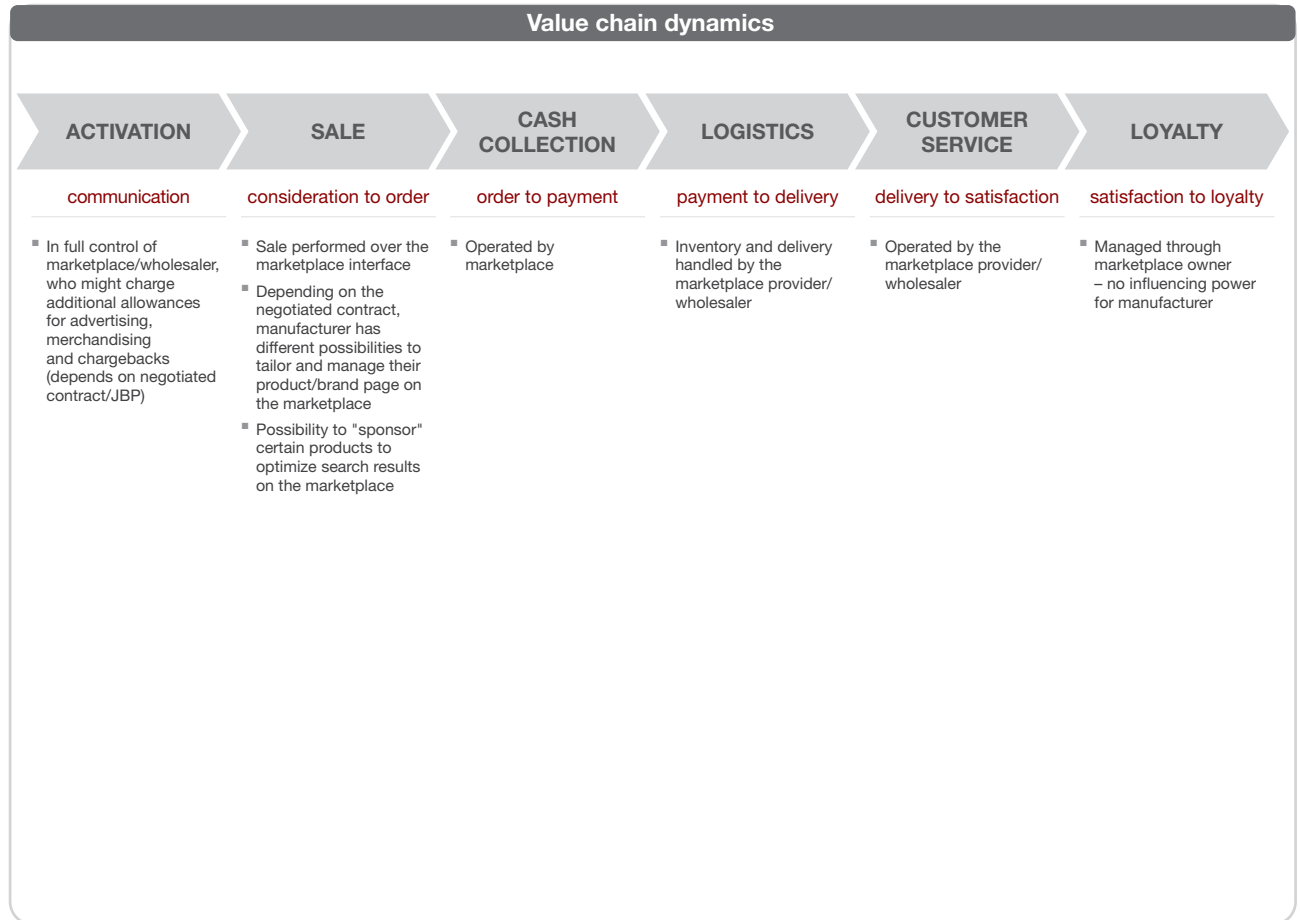 Value chain dynamics
ACTIVATION
SALE
CASH
COLLECTION
LOGISTICS
CUSTOMER
SERVICE
LOYALTY
communication
consideration to order
order to payment
payment to delivery
delivery to satisfaction
satisfaction to loyalty
▪ In full control of
marketplace/wholesaler,
who might charge
additional allowances
for advertising,
merchandising
and chargebacks
(depends on negotiated
contract/JBP)
▪ Sale performed over the
marketplace interface
▪ Depending on the
negotiated contract,
manufacturer has
different possibilities to
tailor and manage their
product/brand page on
the marketplace
▪ Possibility to "sponsor"
certain products to
optimize search results
on the marketplace
▪ Operated by
marketplace
▪ Inventory and delivery
handled by the
marketplace provider/
wholesaler
▪ Operated by the
marketplace provider/
wholesaler
▪ Managed through
marketplace owner
– no influencing power
for manufacturer